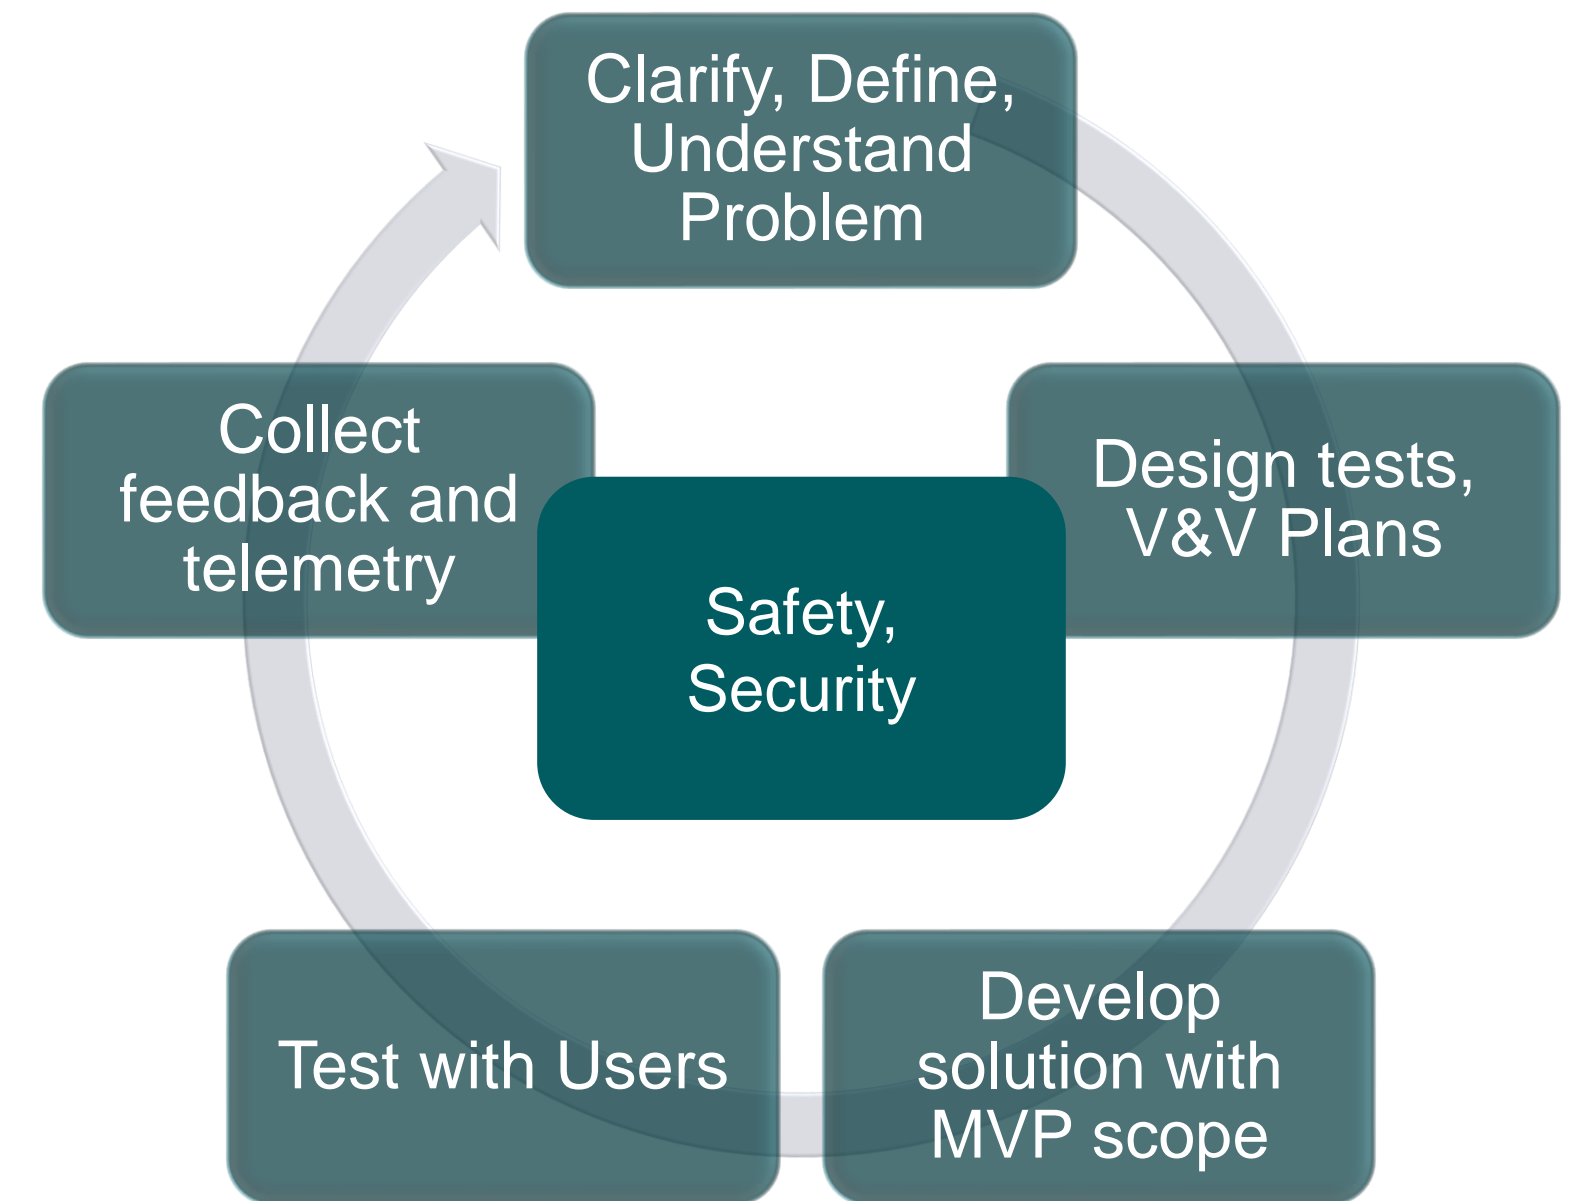 Clarify, Define,
Understand
Problem
Design tests,
V&V Plans
Develop
solution with
MVP scope
Test with Users
Collect
feedback and
telemetry
Safety,
Security